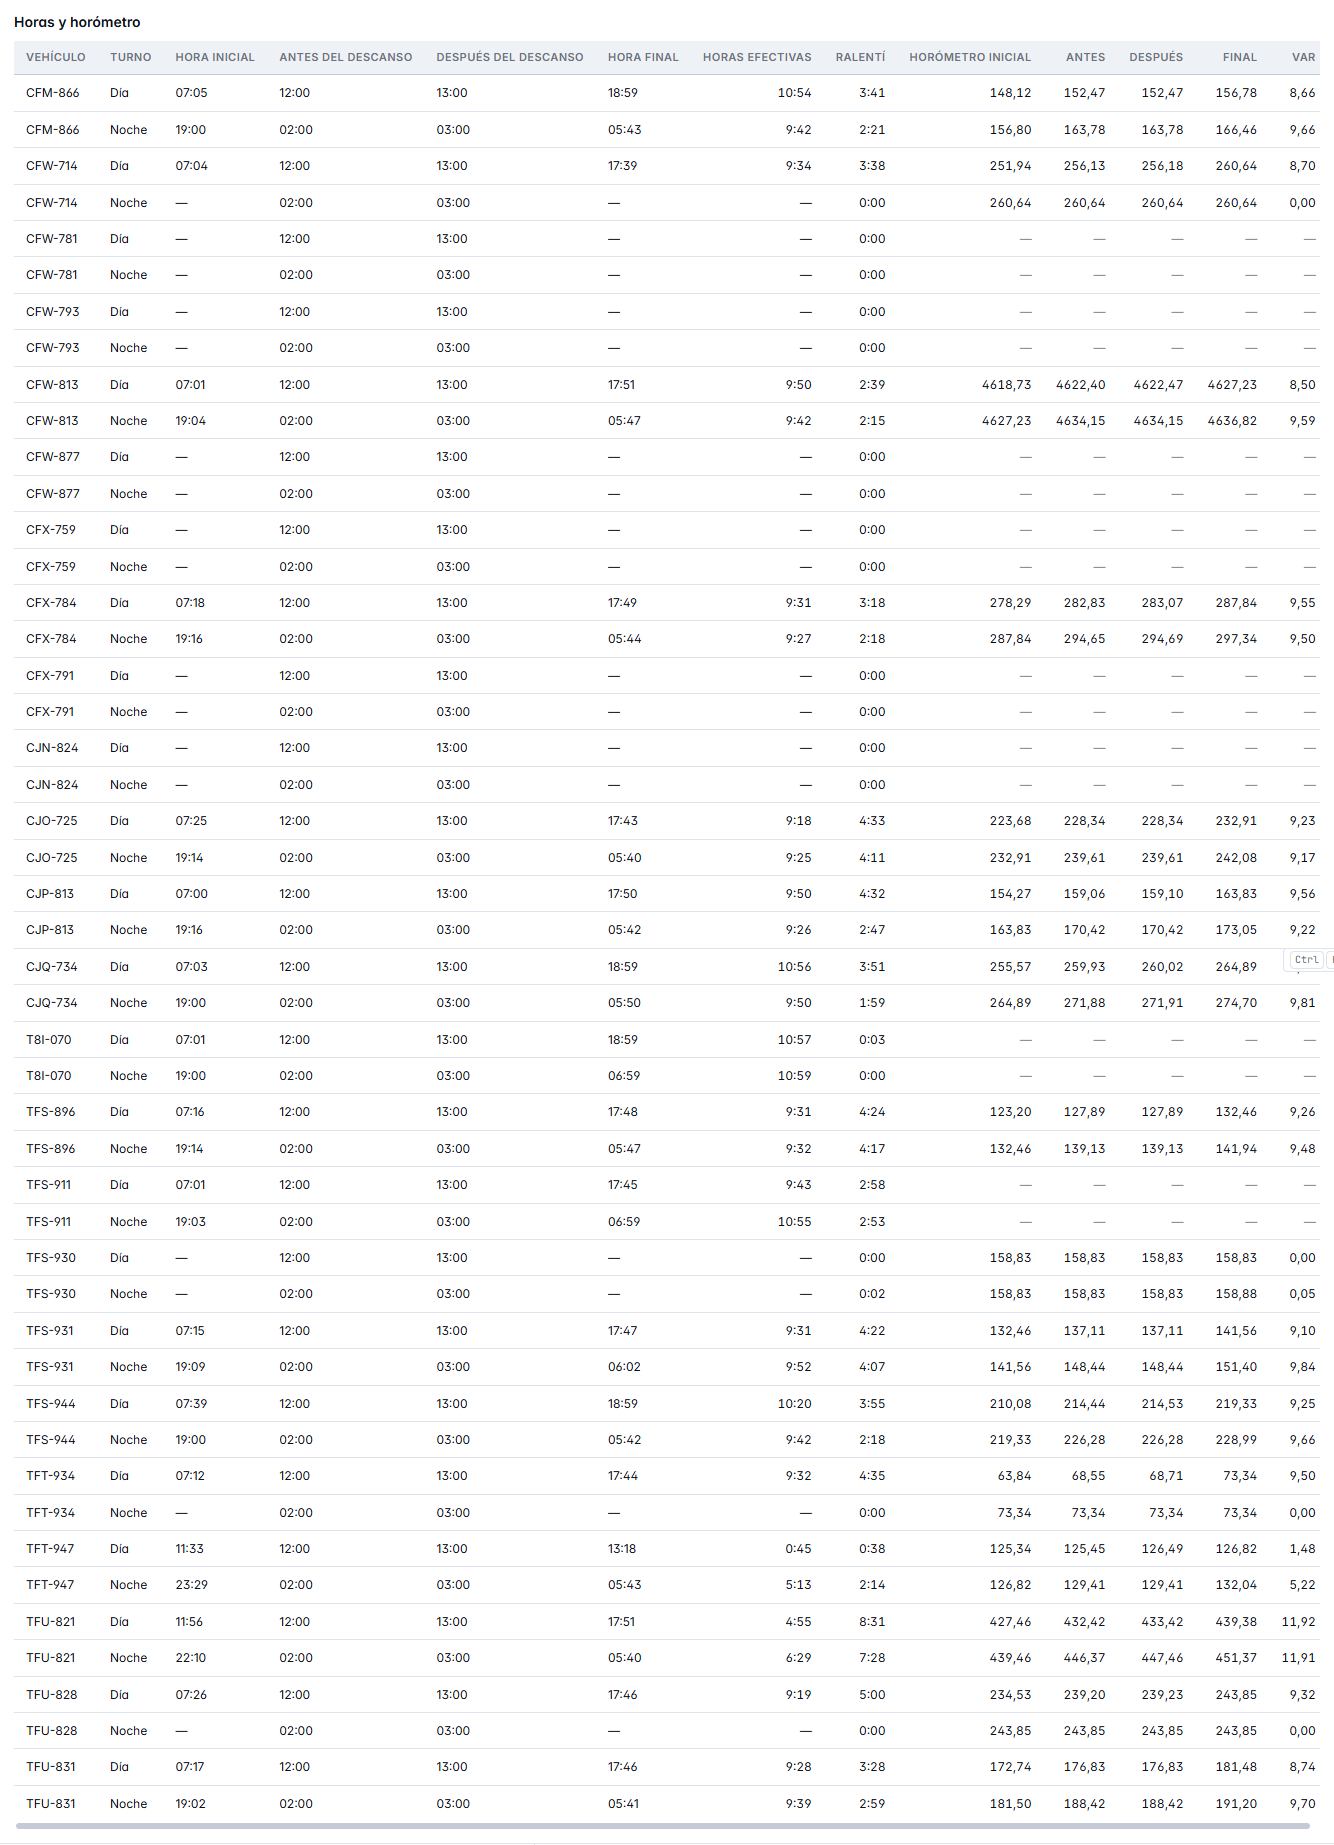 Horas y horómetro
VEHÍCULO TURNO HORA INICIAL ANTES DEL DESCANSO DESPUÉS DEL DESCANSO HORA FINAL HORAS EFECTIVAS RALENTÍ HORÓMETRO INICIAL ANTES DESPUÉS FINAL VAR
CFM-866 Día 07:05 12:00 13:00 18:59 10:54 3:41 148,12 152,47 152,47 156,78 8,66
CFM-866 Noche 19:00 02:00 03:00 05:43 9:42 2:21 156,80 163,78 163,78 166,46 9,66
CFW-714 Día 07:04 12:00 13:00 17:39 9:34 3:38 251,94 256,13 256,18 260,64 8,70
CFW-714 Noche — 02:00 03:00 — — 0:00 260,64 260,64 260,64 260,64 0,00
CFW-781 Día — 12:00 13:00 — — 0:00 — — — — —
CFW-781 Noche — 02:00 03:00 — — 0:00 — — — — —
CFW-793 Día — 12:00 13:00 — — 0:00 — — — — —
CFW-793 Noche — 02:00 03:00 — — 0:00 — — — — —
CFW-813 Día 07:01 12:00 13:00 17:51 9:50 2:39 4618,73 4622,40 4622,47 4627,23 8,50
CFW-813 Noche 19:04 02:00 03:00 05:47 9:42 2:15 4627,23 4634,15 4634,15 4636,82 9,59
CFW-877 Día — 12:00 13:00 — — 0:00 — — — — —
CFW-877 Noche — 02:00 03:00 — — 0:00 — — — — —
CFX-759 Día — 12:00 13:00 — — 0:00 — — — — —
CFX-759 Noche — 02:00 03:00 — — 0:00 — — — — —
CFX-784 Día 07:18 12:00 13:00 17:49 9:31 3:18 278,29 282,83 283,07 287,84 9,55
CFX-784 Noche 19:16 02:00 03:00 05:44 9:27 2:18 287,84 294,65 294,69 297,34 9,50
CFX-791 Día — 12:00 13:00 — — 0:00 — — — — —
CFX-791 Noche — 02:00 03:00 — — 0:00 — — — — —
CJN-824 Día — 12:00 13:00 — — 0:00 — — — — —
CJN-824 Noche — 02:00 03:00 — — 0:00 — — — — —
CJO-725 Día 07:25 12:00 13:00 17:43 9:18 4:33 223,68 228,34 228,34 232,91 9,23
CJO-725 Noche 19:14 02:00 03:00 05:40 9:25 4:11 232,91 239,61 239,61 242,08 9,17
CJP-813 Día 07:00 12:00 13:00 17:50 9:50 4:32 154,27 159,06 159,10 163,83 9,56
CJP-813 Noche 19:16 02:00 03:00 05:42 9:26 2:47 163,83 170,42 170,42 173,05 9,22
CJQ-734 Día 07:03 12:00 13:00 18:59 10:56 3:51 255,57 259,93 260,02 264,89 Ctrl
CJQ-734 Noche 19:00 02:00 03:00 05:50 9:50 1:59 264,89 271,88 271,91 274,70 9,81
T8I-070 Día 07:01 12:00 13:00 18:59 10:57 0:03 — — — — —
T8I-070 Noche 19:00 02:00 03:00 06:59 10:59 0:00 — — — — —
TFS-896 Día 07:16 12:00 13:00 17:48 9:31 4:24 123,20 127,89 127,89 132,46 9,26
TFS-896 Noche 19:14 02:00 03:00 05:47 9:32 4:17 132,46 139,13 139,13 141,94 9,48
TFS-911 Día 07:01 12:00 13:00 17:45 9:43 2:58 — — — — —
TFS-911 Noche 19:03 02:00 03:00 06:59 10:55 2:53 — — — — —
TFS-930 Día — 12:00 13:00 — — 0:00 158,83 158,83 158,83 158,83 0,00
TFS-930 Noche — 02:00 03:00 — — 0:02 158,83 158,83 158,83 158,88 0,05
TFS-931 Día 07:15 12:00 13:00 17:47 9:31 4:22 132,46 137,11 137,11 141,56 9,10
TFS-931 Noche 19:09 02:00 03:00 06:02 9:52 4:07 141,56 148,44 148,44 151,40 9,84
TFS-944 Día 07:39 12:00 13:00 18:59 10:20 3:55 210,08 214,44 214,53 219,33 9,25
TFS-944 Noche 19:00 02:00 03:00 05:42 9:42 2:18 219,33 226,28 226,28 228,99 9,66
TFT-934 Día 07:12 12:00 13:00 17:44 9:32 4:35 63,84 68,55 68,71 73,34 9,50
TFT-934 Noche — 02:00 03:00 — — 0:00 73,34 73,34 73,34 73,34 0,00
TFT-947 Día 11:33 12:00 13:00 13:18 0:45 0:38 125,34 125,45 126,49 126,82 1,48
TFT-947 Noche 23:29 02:00 03:00 05:43 5:13 2:14 126,82 129,41 129,41 132,04 5,22
TFU-821 Día 11:56 12:00 13:00 17:51 4:55 8:31 427,46 432,42 433,42 439,38 11,92
TFU-821 Noche 22:10 02:00 03:00 05:40 6:29 7:28 439,46 446,37 447,46 451,37 11,91
TFU-828 Día 07:26 12:00 13:00 17:46 9:19 5:00 234,53 239,20 239,23 243,85 9,32
TFU-828 Noche — 02:00 03:00 — — 0:00 243,85 243,85 243,85 243,85 0,00
TFU-831 Día 07:17 12:00 13:00 17:46 9:28 3:28 172,74 176,83 176,83 181,48 8,74
TFU-831 Noche 19:02 02:00 03:00 05:41 9:39 2:59 181,50 188,42 188,42 191,20 9,70